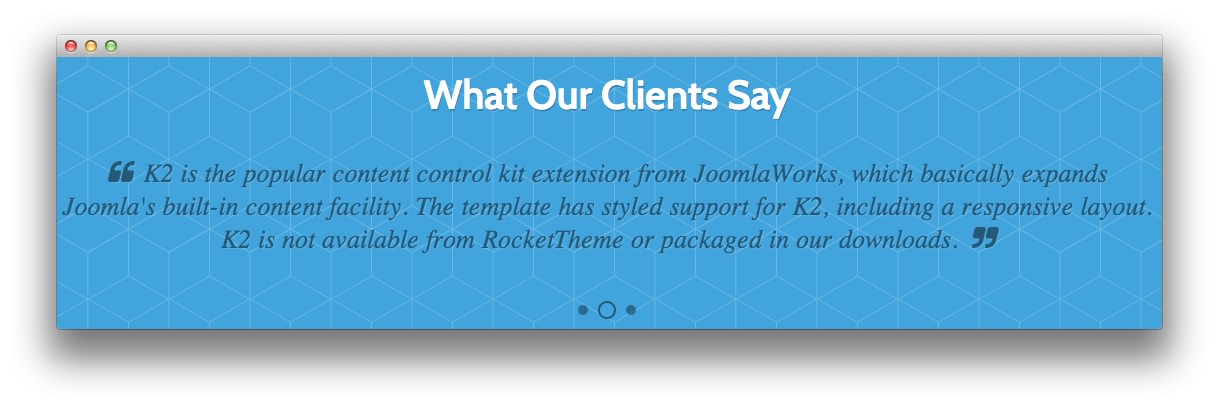 What Our Clients Say
❝ K2 is the popular content control kit extension from JoomlaWorks, which basically expands
Joomla's built-in content facility. The template has styled support for K2, including a responsive layout.
K2 is not available from RocketTheme or packaged in our downloads. ❞